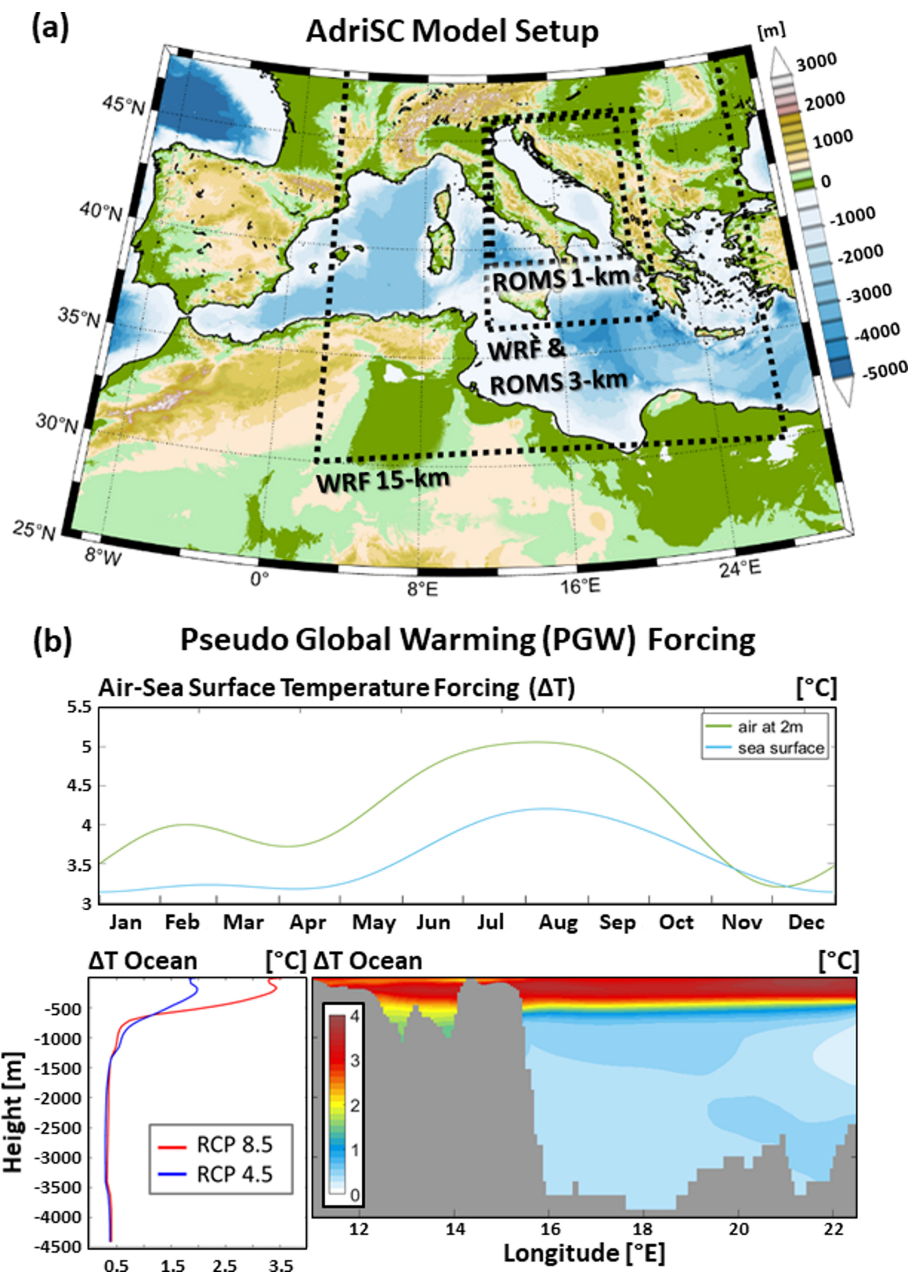 (a)
AdriSC Model Setup
[m]
3000
2000
1000
0
-1000
-2000
-3000
-4000
-5000
45°N
40°N
35°N
30°N
25°N
8°W
0°
8°E
16°E
24°E
ROMS 1-km
WRF &
ROMS 3-km
WRF 15-km
(b)
Pseudo Global Warming (PGW) Forcing
Air-Sea Surface Temperature Forcing (ΔT) [°C]
5.5
5
4.5
4
3.5
3
air at 2m
sea surface
Jan Feb Mar Apr May Jun Jul Aug Sep Oct Nov Dec
ΔT Ocean [°C]
Height [m]
-500
-1000
-1500
-2000
-2500
-3000
-3500
-4000
-4500
RCP 8.5
RCP 4.5
0.5 1.5 2.5 3.5
ΔT Ocean [°C]
4
3
2
1
0
12 14 16 18 20 22
Longitude [°E]